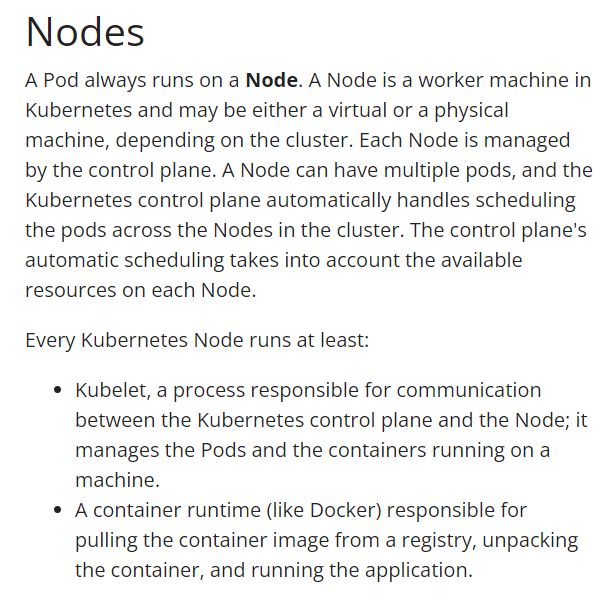 Nodes
A Pod always runs on a Node. A Node is a worker machine in
Kubernetes and may be either a virtual or a physical
machine, depending on the cluster. Each Node is managed
by the control plane. A Node can have multiple pods, and the
Kubernetes control plane automatically handles scheduling
the pods across the Nodes in the cluster. The control plane's
automatic scheduling takes into account the available
resources on each Node.
Every Kubernetes Node runs at least:
• Kubelet, a process responsible for communication
between the Kubernetes control plane and the Node; it
manages the Pods and the containers running on a
machine.
• A container runtime (like Docker) responsible for
pulling the container image from a registry, unpacking
the container, and running the application.